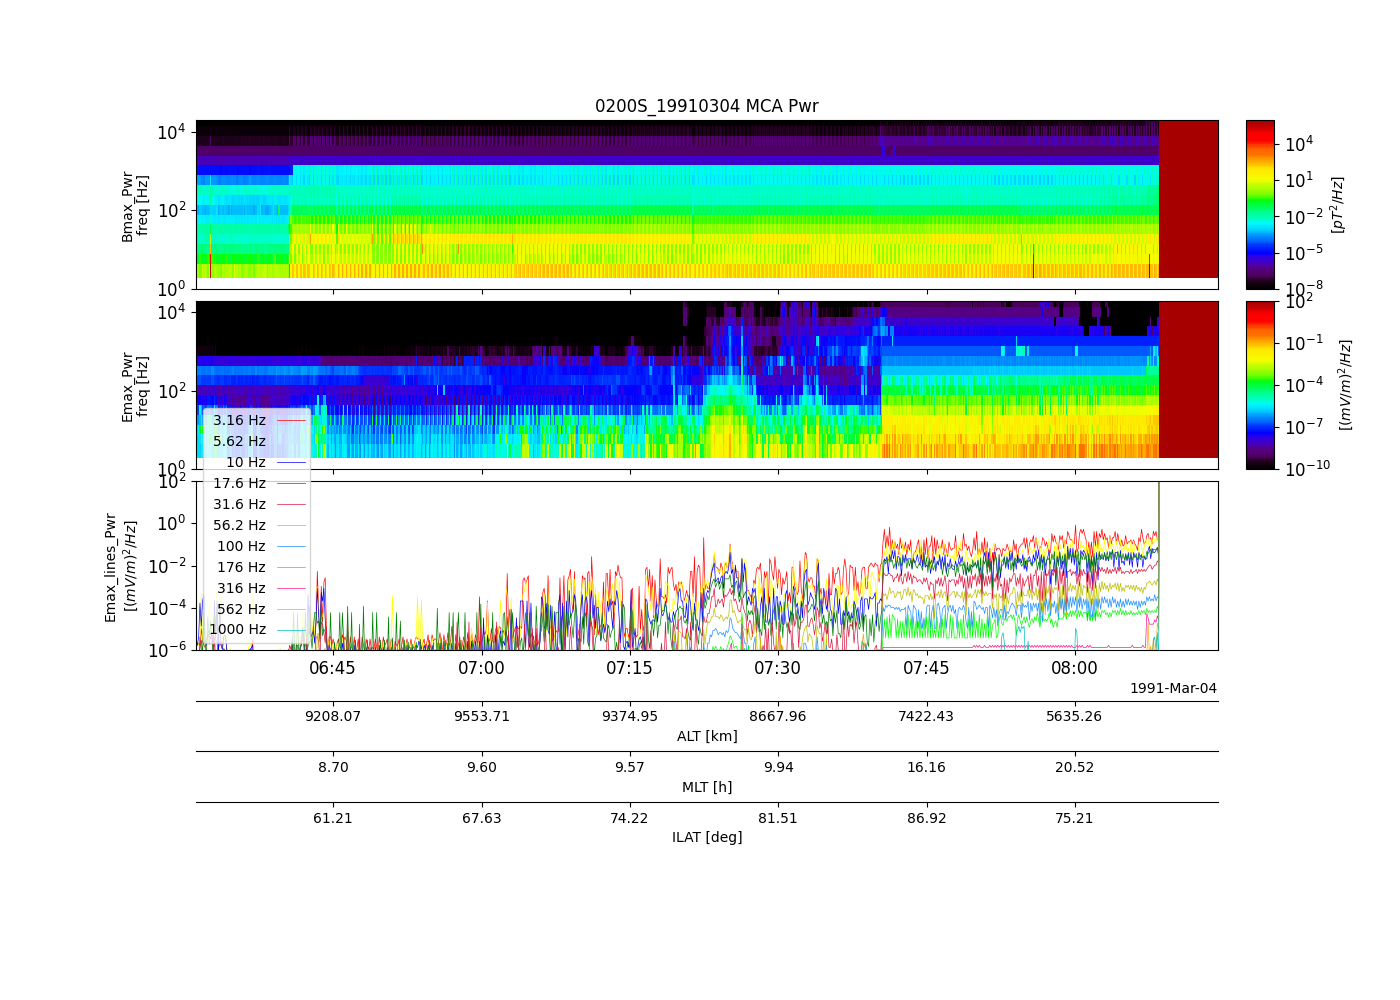 0200S_19910304 MCA Pwr
10^4
10^2
10^0
Bmax_Pwr
freq [Hz]
10^4
10^1
10^-2
10^-5
10^-8
[pT^2/Hz]
10^4
10^2
10^0
Emax_Pwr
freq [Hz]
10^2
10^-1
10^-4
10^-7
10^-10
[(mV/m)^2/Hz]
3.16 Hz
5.62 Hz
10 Hz
17.6 Hz
31.6 Hz
56.2 Hz
100 Hz
176 Hz
316 Hz
562 Hz
1000 Hz
10^2
10^0
10^-2
10^-4
10^-6
Emax_lines_Pwr
[(mV/m)^2/Hz]
06:45 07:00 07:15 07:30 07:45 08:00
1991-Mar-04
9208.07 9553.71 9374.95 8667.96 7422.43 5635.26
ALT [km]
8.70 9.60 9.57 9.94 16.16 20.52
MLT [h]
61.21 67.63 74.22 81.51 86.92 75.21
ILAT [deg]